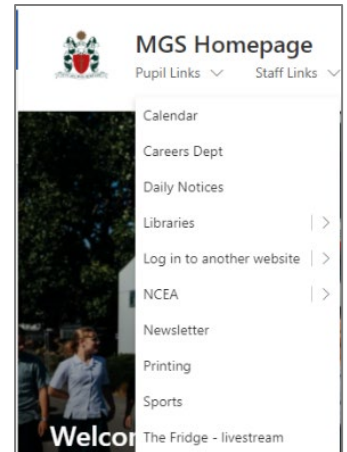 MGS Homepage
Pupil Links Staff Links
Calendar
Careers Dept
Daily Notices
Libraries
Log in to another website
NCEA
Newsletter
Printing
Sports
The Fridge - livestream